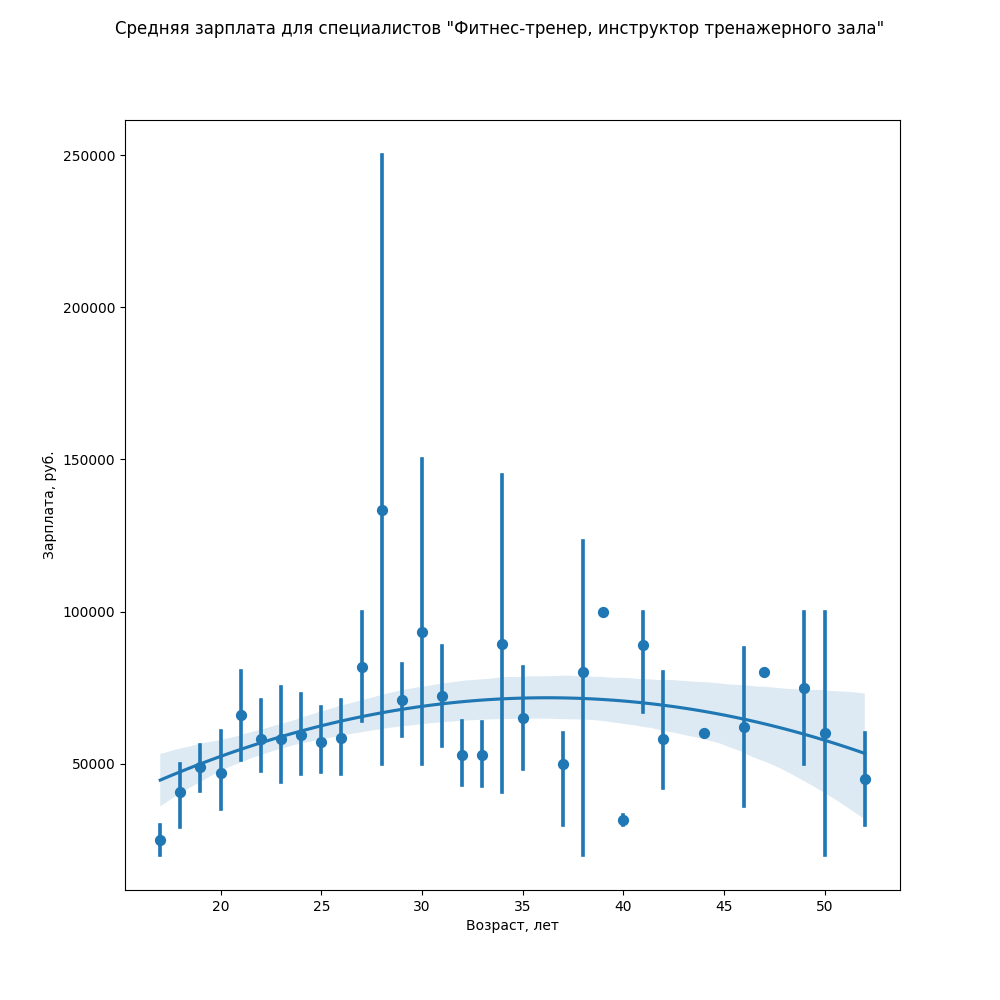 Средняя зарплата для специалистов "Фитнес-тренер, инструктор тренажерного зала"
250000
200000
150000
100000
50000
Зарплата, руб.
20 25 30 35 40 45 50
Возраст, лет